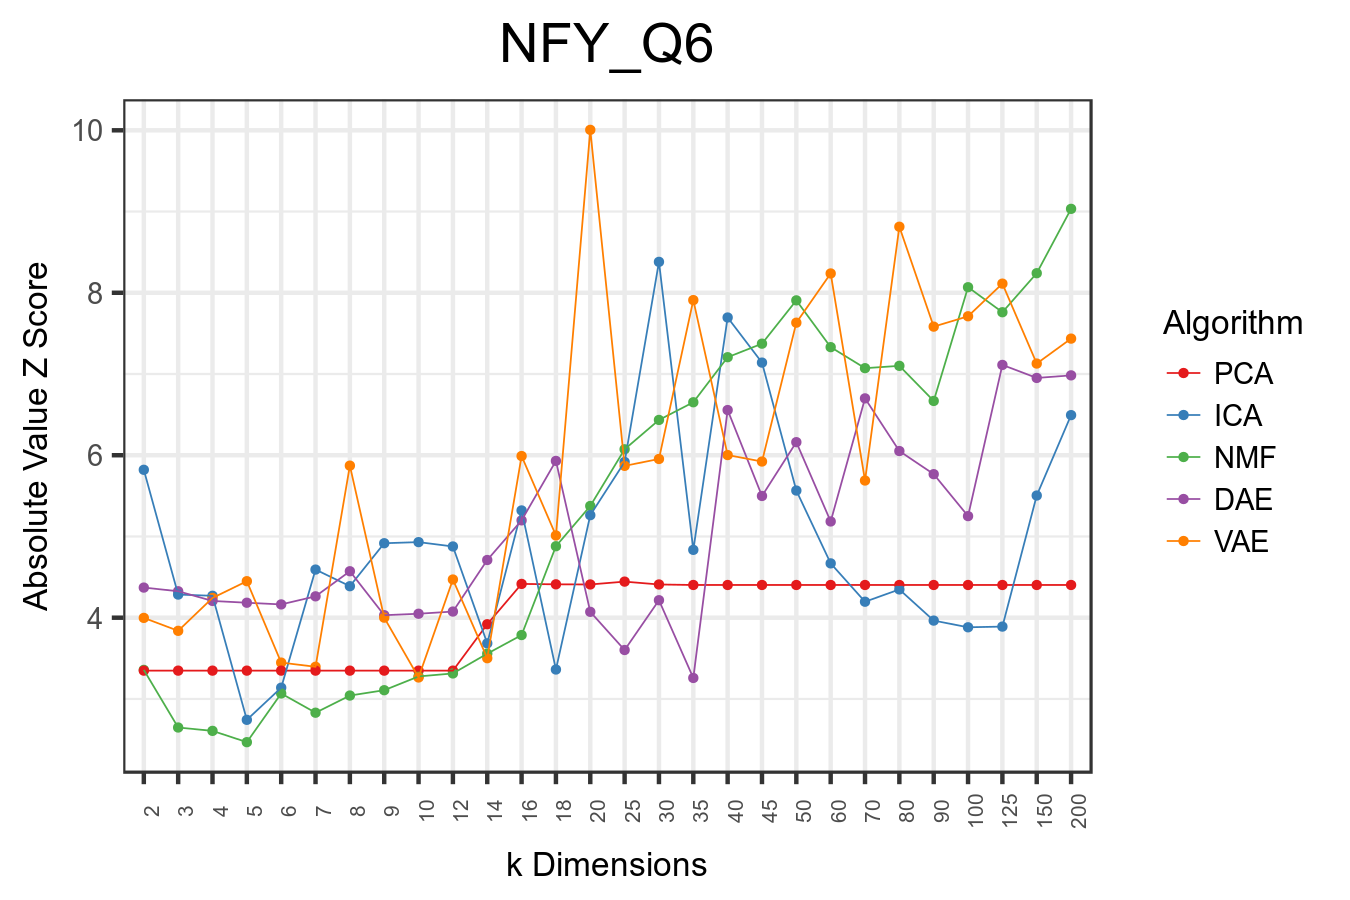 NFY_Q6
Absolute Value Z Score
10
8
6
4
2 3 4 5 6 7 8 9 10 12 14 16 18 20 25 30 35 40 45 50 60 70 80 90 100 125 150 200
k Dimensions
Algorithm
PCA
ICA
NMF
DAE
VAE